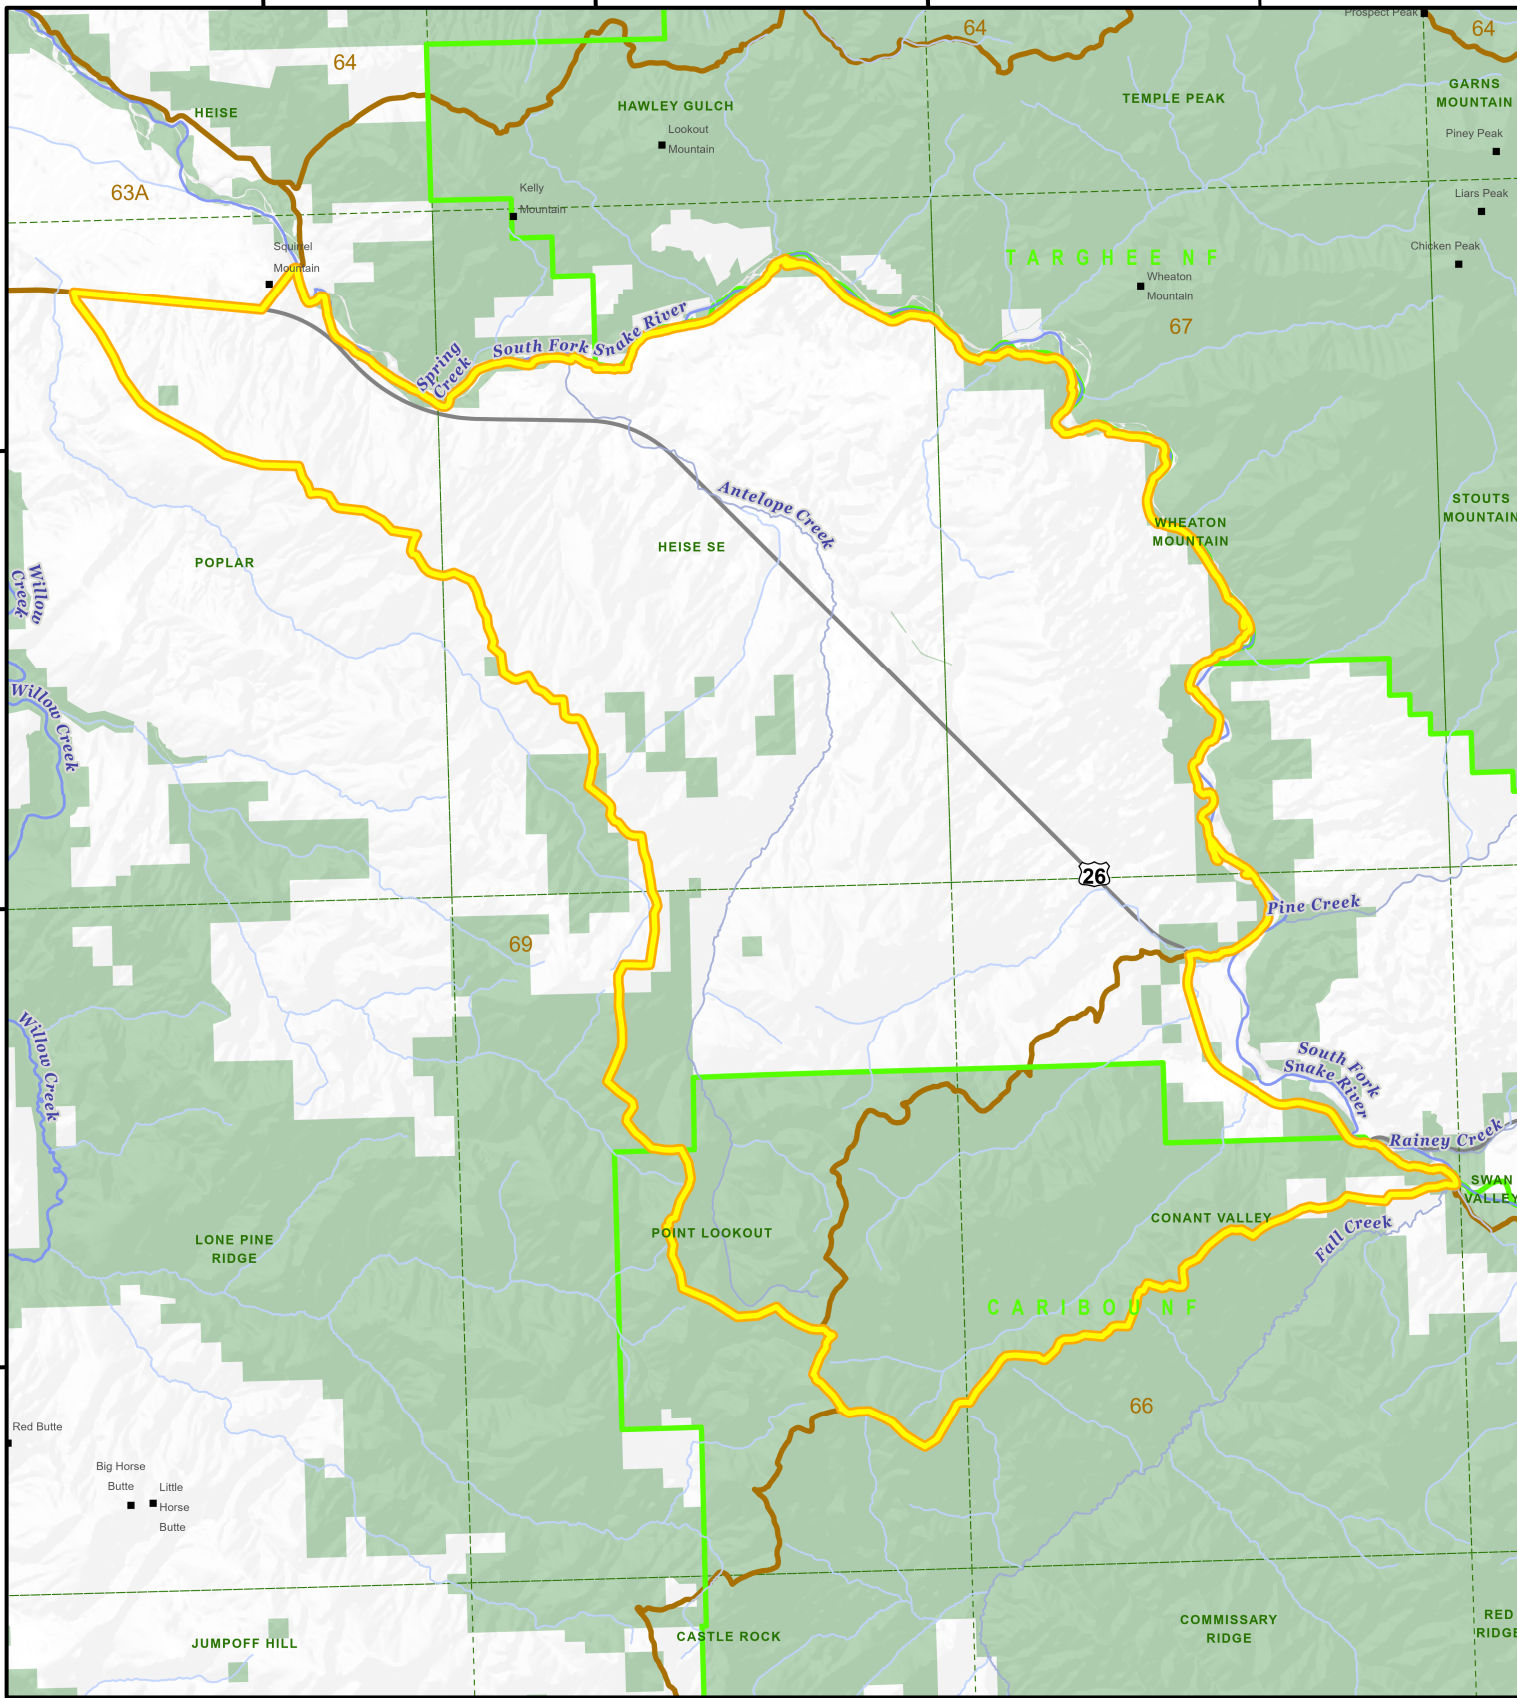 Prospect Peak
64
64
64
HEISE
HAWLEY GULCH
TEMPLE PEAK
GARNS
MOUNTAIN
Lookout
Mountain
Piney Peak
63A
Kelly
Mountain
Liars Peak
Squirrel
Mountain
TARGHEE NF
Chicken Peak
Wheaton
Mountain
67
South Fork Snake River
Spring
Creek
Antelope Creek
STOUTS
MOUNTAIN
WHEATON
MOUNTAIN
HEISE SE
POPLAR
Willow
Creek
Willow Creek
26
Pine Creek
69
Willow Creek
South Fork
Snake River
Rainey Creek
SWAN
VALLEY
CONANT VALLEY
Fall Creek
POINT LOOKOUT
LONE PINE
RIDGE
CARIBOU NF
66
Red Butte
Big Horse
Butte
Little
Horse
Butte
COMMISSARY
RIDGE
RED
RIDGE
CASTLE ROCK
JUMPOFF HILL